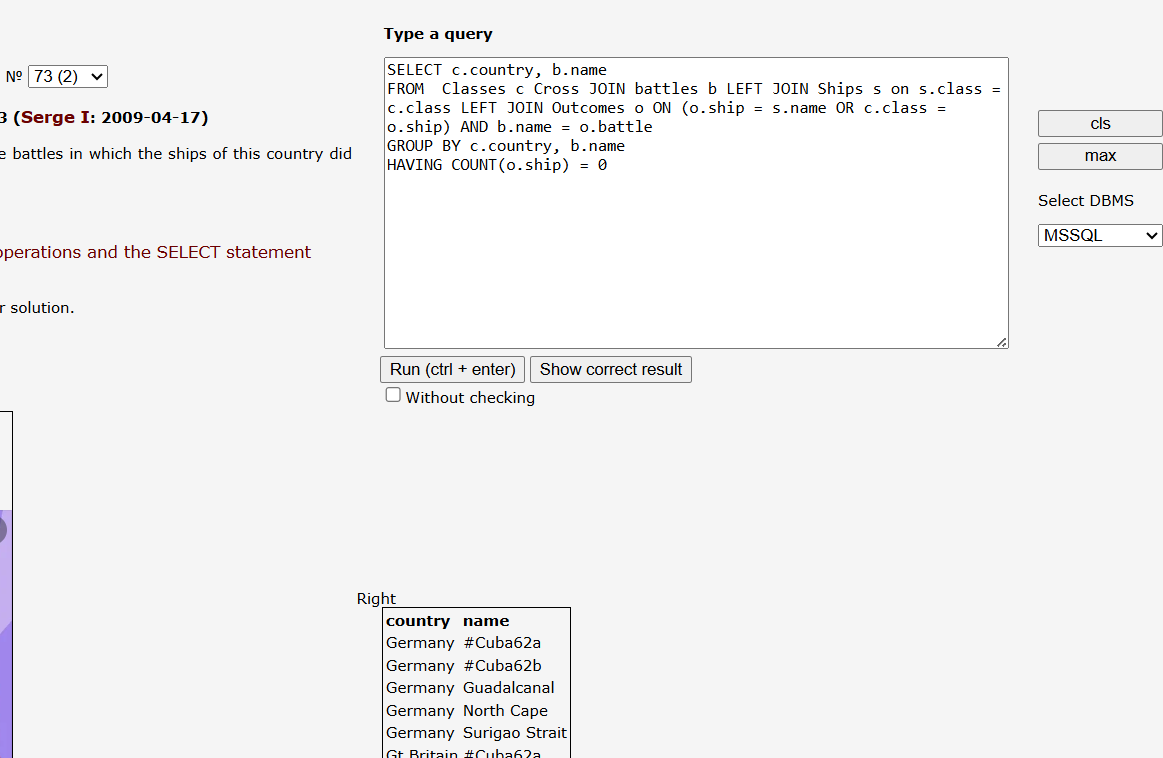 Type a query
Nº 73 (2)
3 (Serge I: 2009-04-17)
e battles in which the ships of this country did
operations and the SELECT statement
r solution.
SELECT c.country, b.name
FROM  Classes c Cross JOIN battles b LEFT JOIN Ships s on s.class =
c.class LEFT JOIN Outcomes o ON (o.ship = s.name OR c.class =
o.ship) AND b.name = o.battle
GROUP BY c.country, b.name
HAVING COUNT(o.ship) = 0
cls
max
Select DBMS
MSSQL
Run (ctrl + enter) Show correct result
Without checking
Right
country name
Germany #Cuba62a
Germany #Cuba62b
Germany Guadalcanal
Germany North Cape
Germany Surigao Strait
Gt.Britain #Cuba62a